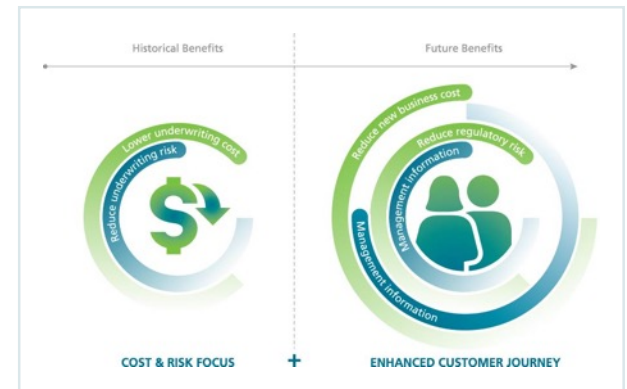 Historical Benefits
Future Benefits
Lower underwriting cost
Reduce underwriting risk
Reduce new business cost
Reduce regulatory risk
Management information
Management information
COST & RISK FOCUS
+
ENHANCED CUSTOMER JOURNEY